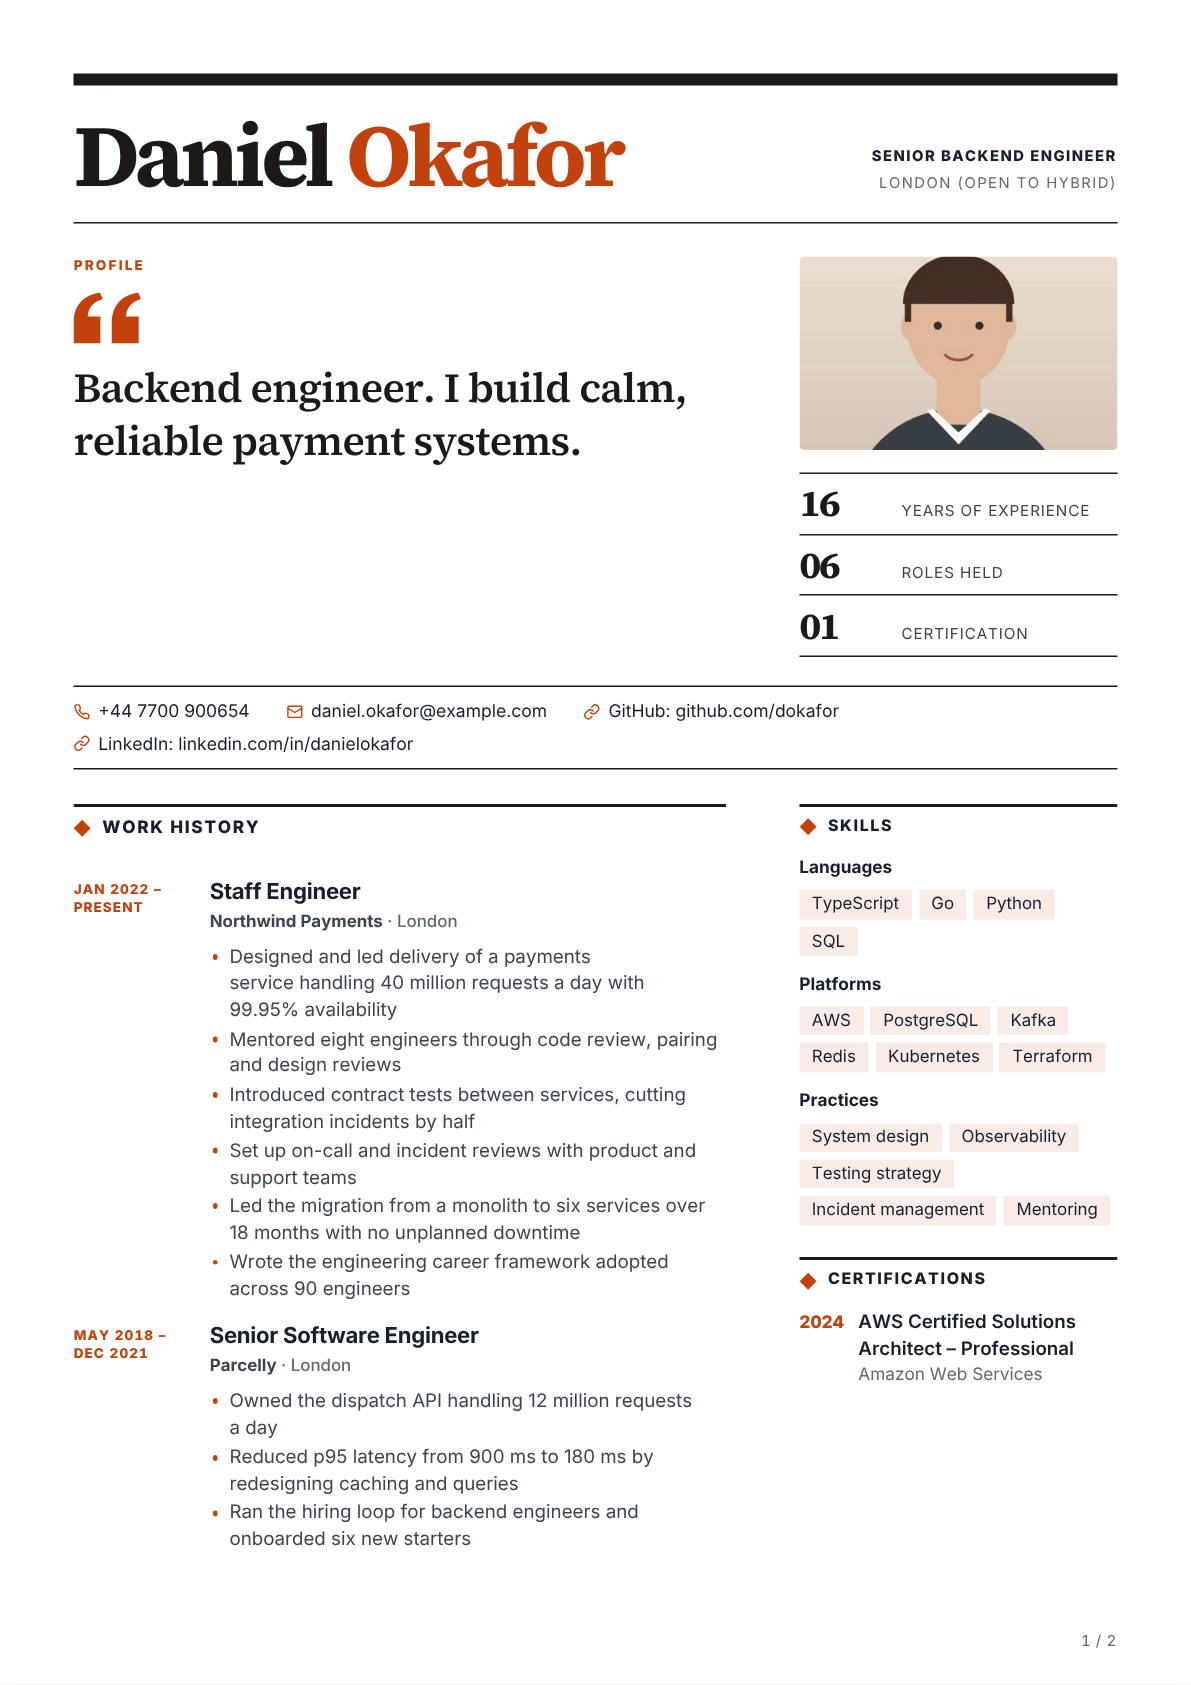 Daniel Okafor
SENIOR BACKEND ENGINEER
LONDON (OPEN TO HYBRID)
PROFILE
“
Backend engineer. I build calm,
reliable payment systems.
16 YEARS OF EXPERIENCE
06 ROLES HELD
01 CERTIFICATION
+44 7700 900654 daniel.okafor@example.com GitHub: github.com/dokafor
LinkedIn: linkedin.com/in/danielokafor
WORK HISTORY
JAN 2022 –
PRESENT
Staff Engineer
Northwind Payments · London
• Designed and led delivery of a payments
service handling 40 million requests a day with
99.95% availability
• Mentored eight engineers through code review, pairing
and design reviews
• Introduced contract tests between services, cutting
integration incidents by half
• Set up on-call and incident reviews with product and
support teams
• Led the migration from a monolith to six services over
18 months with no unplanned downtime
• Wrote the engineering career framework adopted
across 90 engineers
MAY 2018 –
DEC 2021
Senior Software Engineer
Parcelly · London
• Owned the dispatch API handling 12 million requests
a day
• Reduced p95 latency from 900 ms to 180 ms by
redesigning caching and queries
• Ran the hiring loop for backend engineers and
onboarded six new starters
SKILLS
Languages
TypeScript Go Python
SQL
Platforms
AWS PostgreSQL Kafka
Redis Kubernetes Terraform
Practices
System design Observability
Testing strategy
Incident management Mentoring
CERTIFICATIONS
2024 AWS Certified Solutions
Architect – Professional
Amazon Web Services
1 / 2